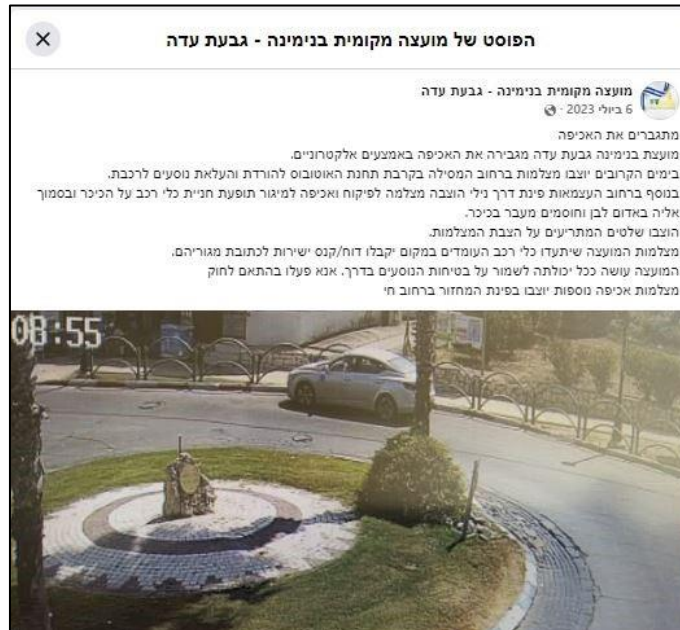 הפוסט של מועצה מקומית בנימינה - גבעת עדה
מועצה מקומית בנימינה - גבעת עדה
6 ביולי 2023 ·
מתגברים את האכיפה
מועצת בנימינה גבעת עדה מגבירה את האכיפה באמצעים אלקטרוניים.
בימים הקרובים יוצבו מצלמות ברחוב המסילה בקרבת תחנת האוטובוס להורדת והעלאת נוסעים לרכבת.
בנוסף ברחוב העצמאות פינת דרך נילי הוצבה מצלמה לפיקוח ואכיפה למיגור תופעת חניית כלי רכב על הכיכר ובסמוך
אליה באדום לבן וחוסמים מעבר בכיכר.
הוצבו שלטים המתריעים על הצבת המצלמות.
מצלמות המועצה שיתעדו כלי רכב העומדים במקום יקבלו דוח/קנס ישירות לכתובת מגוריהם.
המועצה עושה ככל יכולתה לשמור על בטיחות הנוסעים בדרך. אנא פעלו בהתאם לחוק
מצלמות אכיפה נוספות יוצבו בפינת המחזור ברחוב חי
08:55